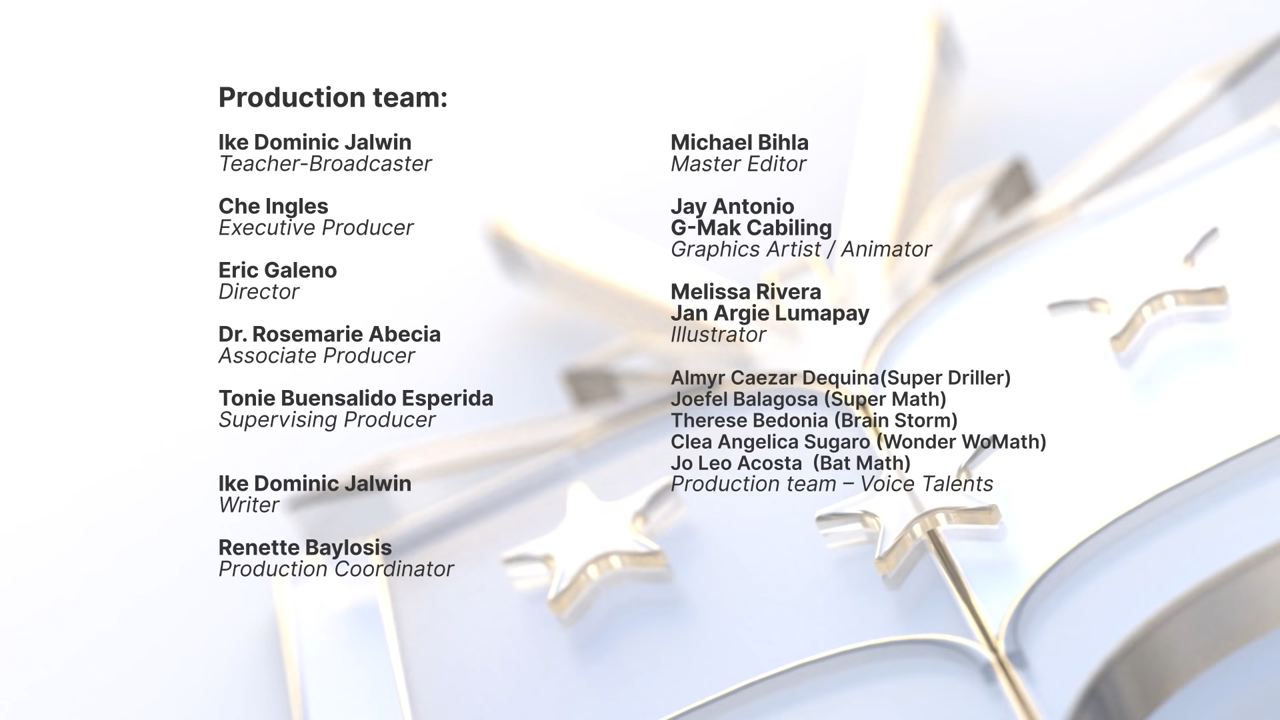 Production team:
Ike Dominic Jalwin
Teacher-Broadcaster
Che Ingles
Executive Producer
Eric Galeno
Director
Dr. Rosemarie Abecia
Associate Producer
Tonie Buensalido Esperida
Supervising Producer
Ike Dominic Jalwin
Writer
Renette Baylosis
Production Coordinator
Michael Bihla
Master Editor
Jay Antonio
G-Mak Cabiling
Graphics Artist / Animator
Melissa Rivera
Jan Argie Lumapay
Illustrator
Almyr Caezar Dequina(Super Driller)
Joefel Balagosa (Super Math)
Therese Bedonia (Brain Storm)
Clea Angelica Sugaro (Wonder WoMath)
Jo Leo Acosta  (Bat Math)
Production team – Voice Talents